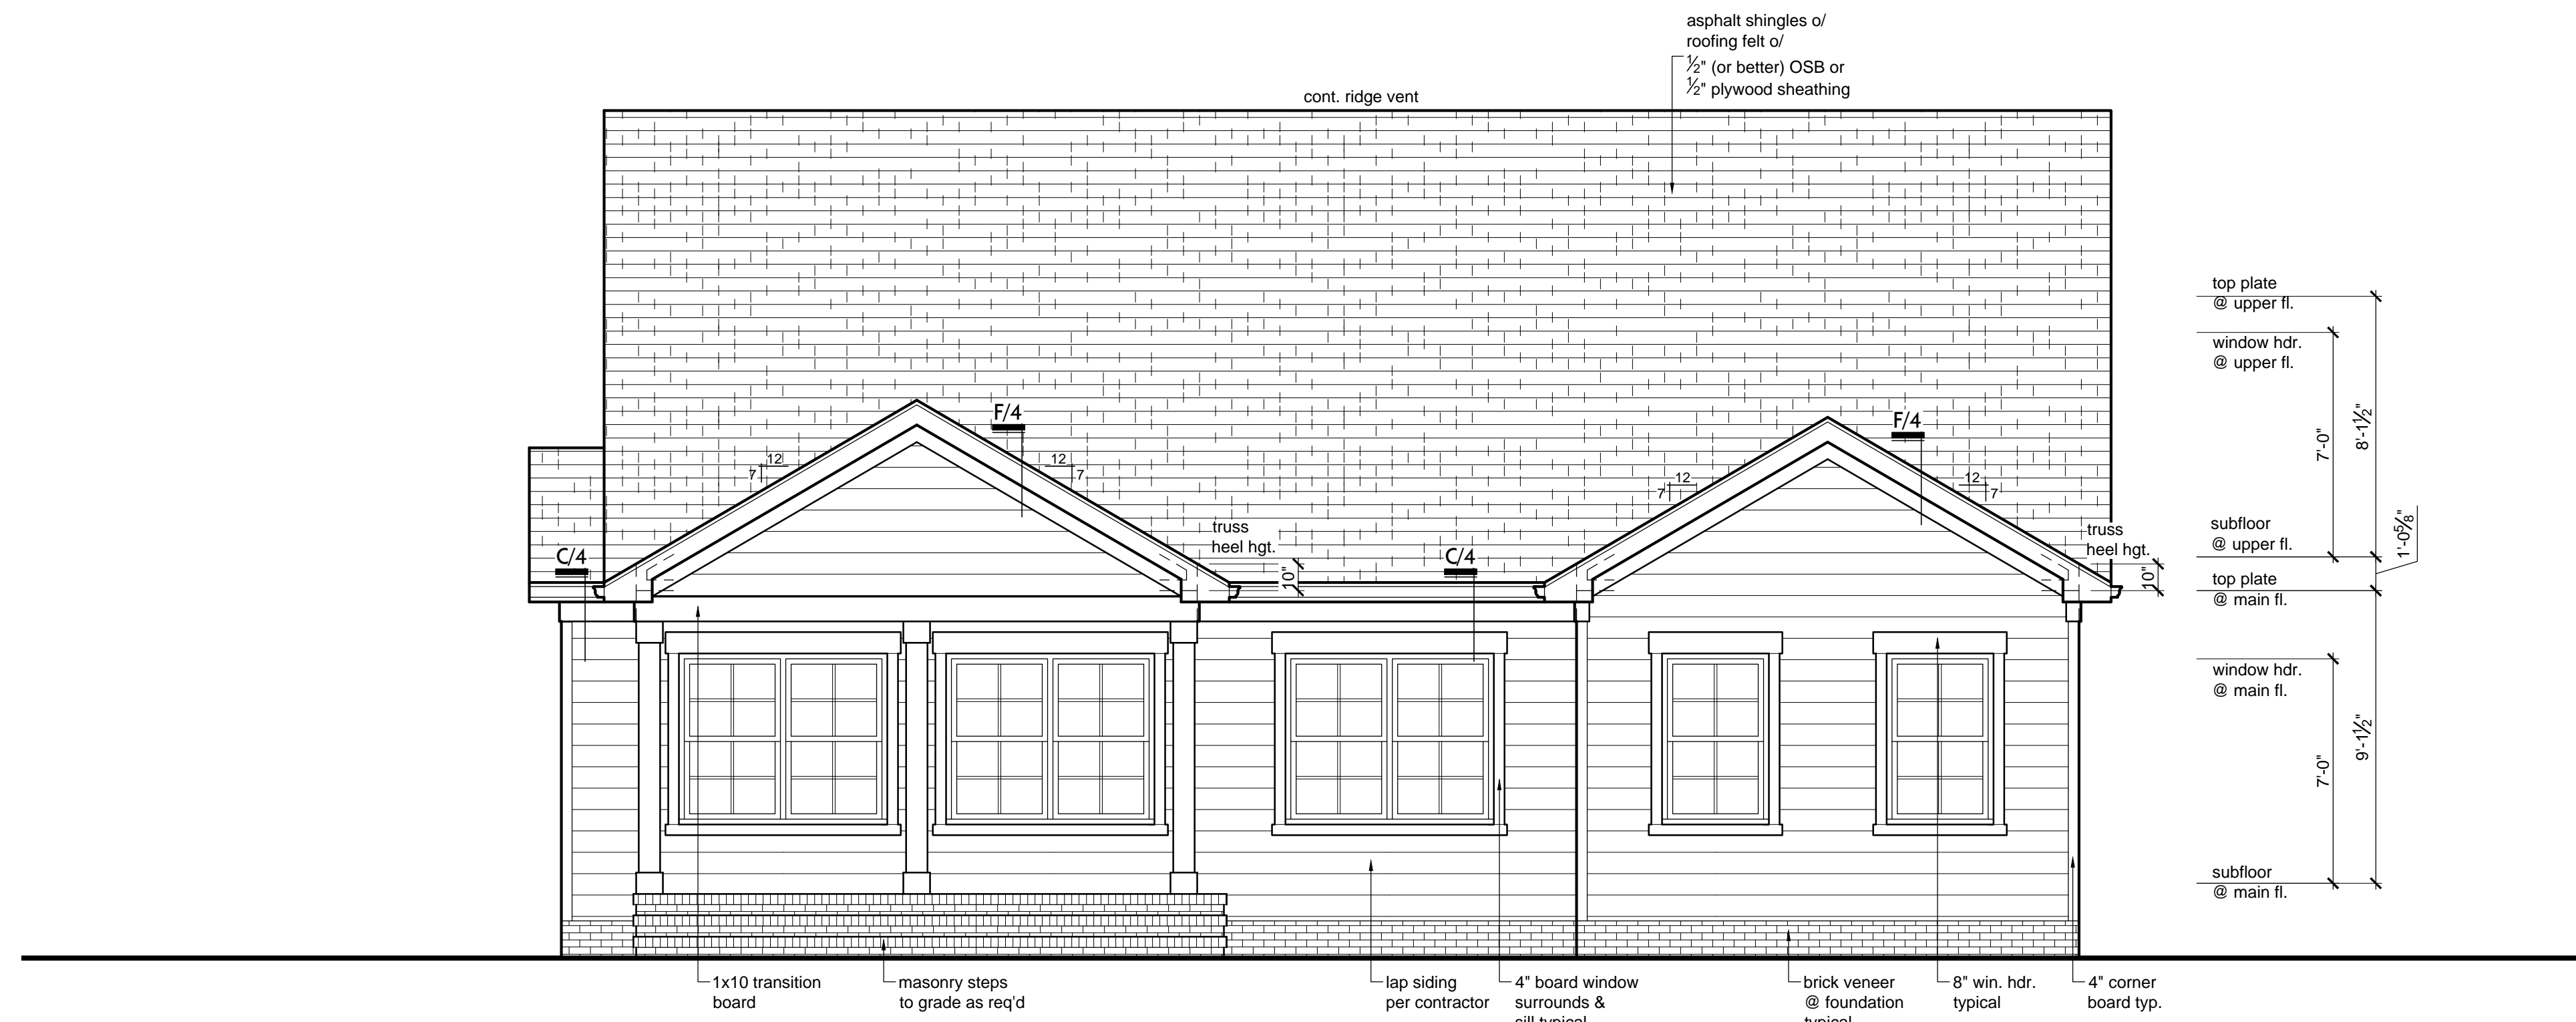 asphalt shingles o/
roofing felt o/
½" (or better) OSB or
½" plywood sheathing
cont. ridge vent
top plate
@ upper fl.
window hdr.
@ upper fl.
7'-0"
8'-1½"
F/4
F/4
12
7
12
7
12
7
12
7
truss
heel hgt.
10"
truss
heel hgt.
10"
subfloor
@ upper fl.
1'-0⅝"
C/4
C/4
top plate
@ main fl.
window hdr.
@ main fl.
7'-0"
9'-1½"
subfloor
@ main fl.
1x10 transition
board
masonry steps
to grade as req'd
lap siding
per contractor
4" board window
surrounds &
sill typical
brick veneer
@ foundation
typical
8" win. hdr.
typical
4" corner
board typ.